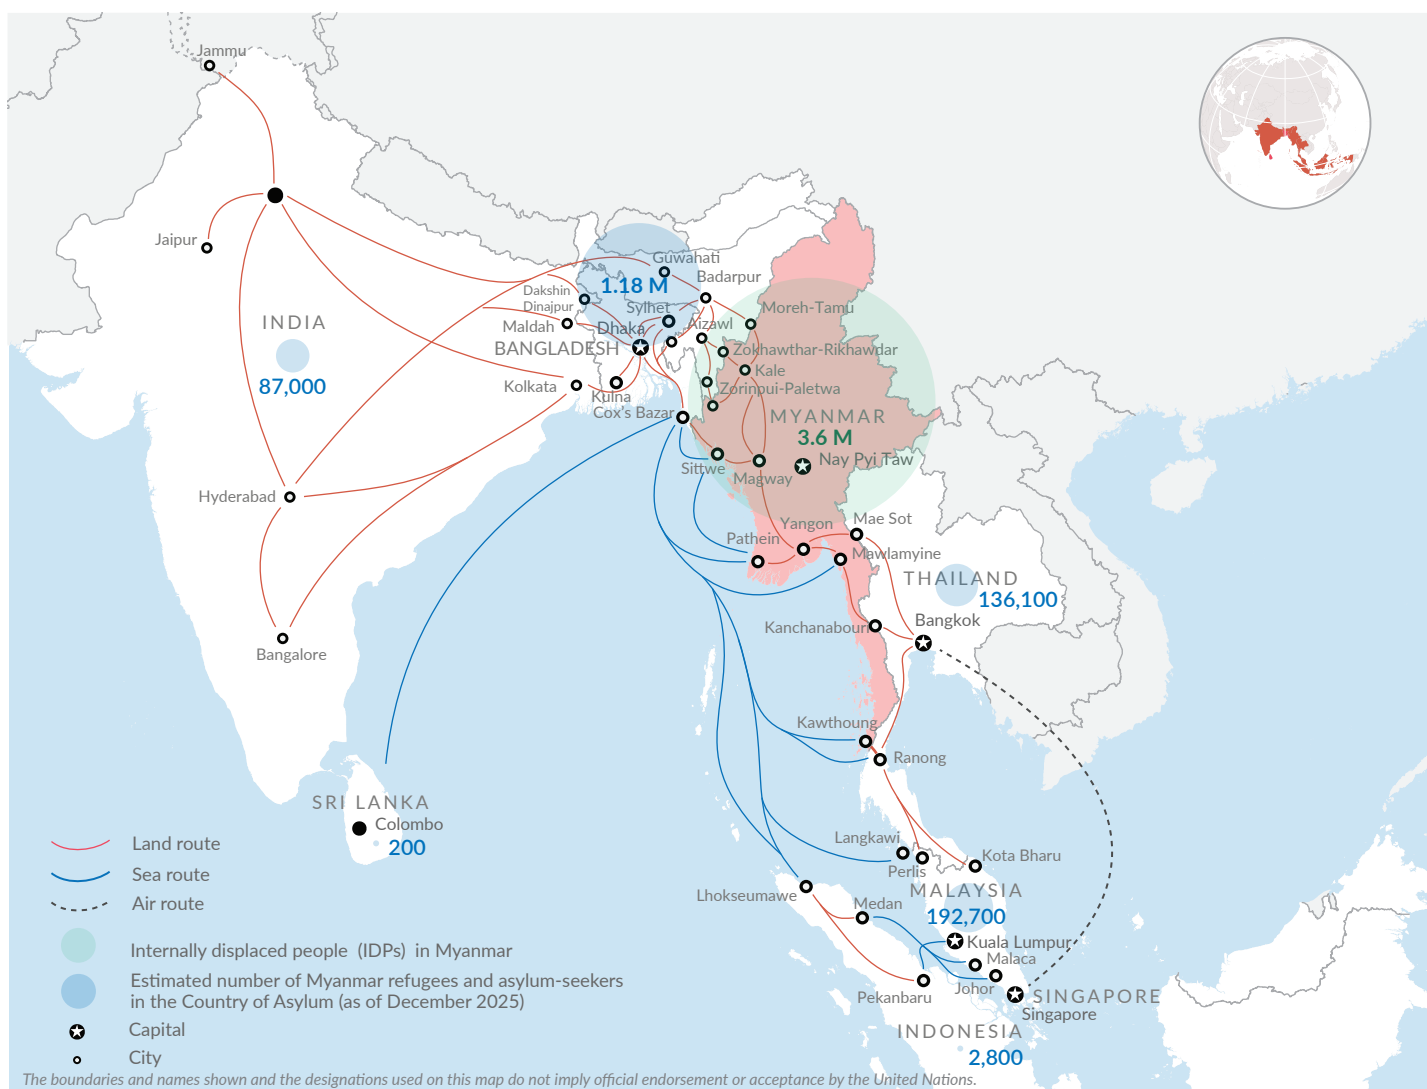 Jammu
Jaipur
Guwahati
Badarpur
1.18 M
Dakshin
Dinajpur
Sylhet
Moreh-Tamu
INDIA
Maldah
Dhaka
Aizawl
BANGLADESH
Zokhawthar-Rikhawdar
87,000
Kolkata
Kale
Kulna
Zorinpui-Paletwa
Cox's Bazar
MYANMAR
3.6 M
Nay Pyi Taw
Sittwe
Magway
Hyderabad
Yangon
Mae Sot
Pathein
Mawlamyine
THAILAND
136,100
Bangkok
Kanchanabouri
Bangalore
Kawthoung
Ranong
SRI LANKA
Colombo
200
Langkawi
Perlis
Kota Bharu
MALAYSIA
Lhokseumawe
Medan
192,700
Kuala Lumpur
Malaca
Johor
Pekanbaru
SINGAPORE
Singapore
INDONESIA
2,800
Land route
Sea route
Air route
Internally displaced people (IDPs) in Myanmar
Estimated number of Myanmar refugees and asylum-seekers
in the Country of Asylum (as of December 2025)
Capital
City
The boundaries and names shown and the designations used on this map do not imply official endorsement or acceptance by the United Nations.